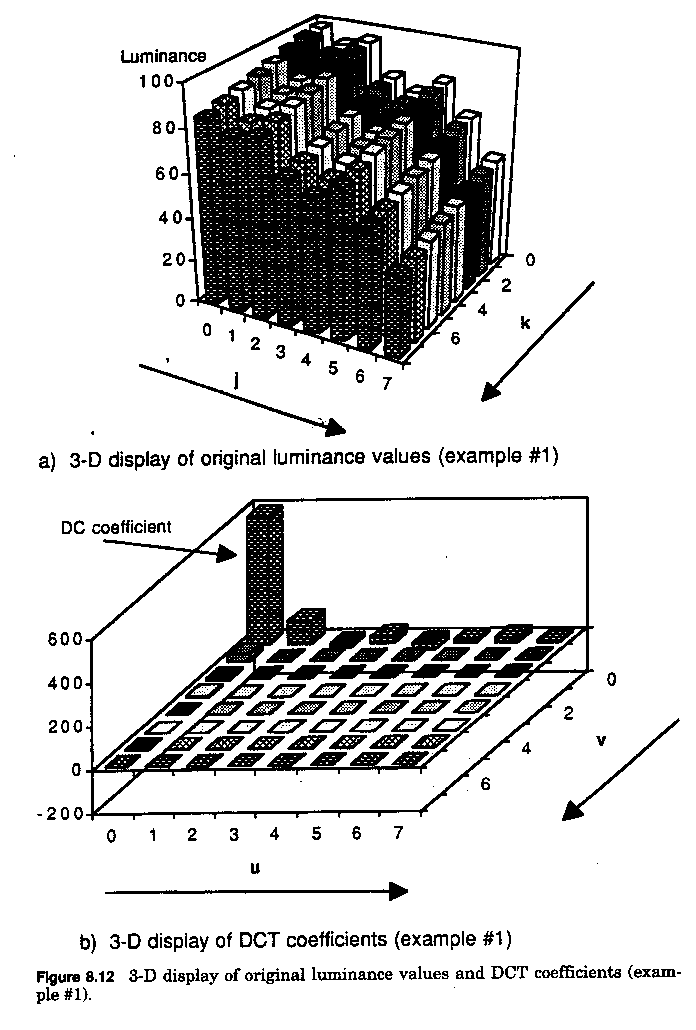 Luminance
100
80
60
40
20
0
0 1 2 3 4 5 6 7
0
2
4
6
j
k
a) 3-D display of original luminance values (example #1)
DC coefficient
600
400
200
0
-200
0 1 2 3 4 5 6 7
0
2
4
6
v
u
b) 3-D display of DCT coefficients (example #1)
Figure 8.12 3-D display of original luminance values and DCT coefficients (exam-
ple #1).